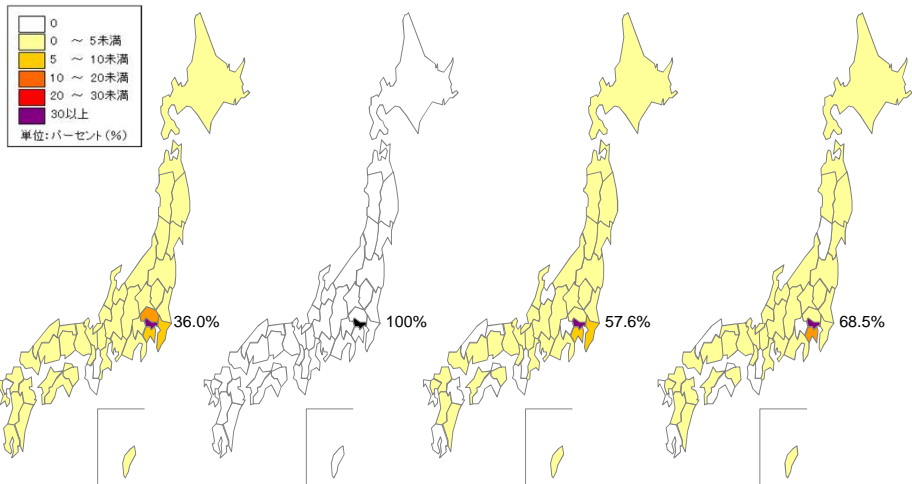 0
0 ～ 5未満
5 ～ 10未満
10 ～ 20未満
20 ～ 30未満
30以上
単位:パーセント(%)
36.0%
100%
57.6%
68.5%